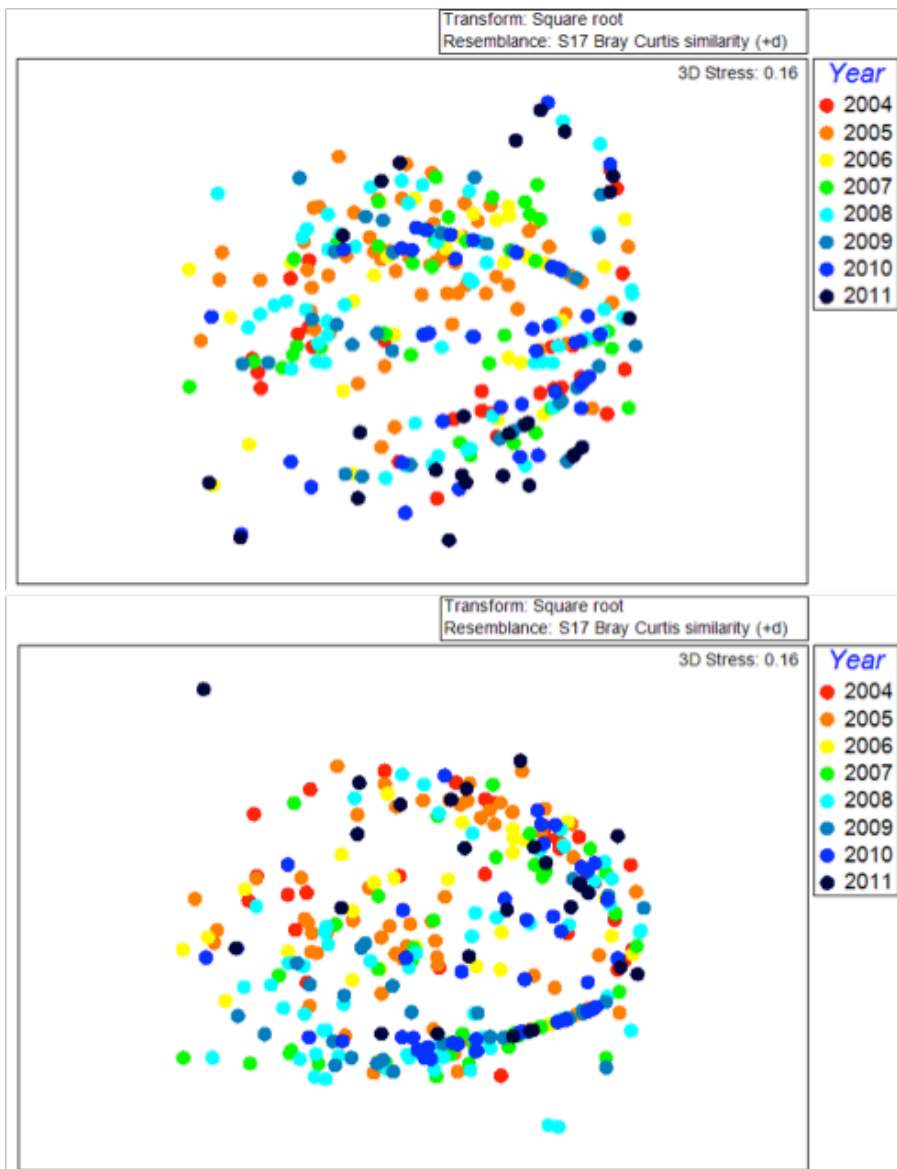 Transform: Square root
Resemblance: S17 Bray Curtis similarity (+d)
3D Stress: 0.16
Year
2004
2005
2006
2007
2008
2009
2010
2011
Transform: Square root
Resemblance: S17 Bray Curtis similarity (+d)
3D Stress: 0.16
Year
2004
2005
2006
2007
2008
2009
2010
2011